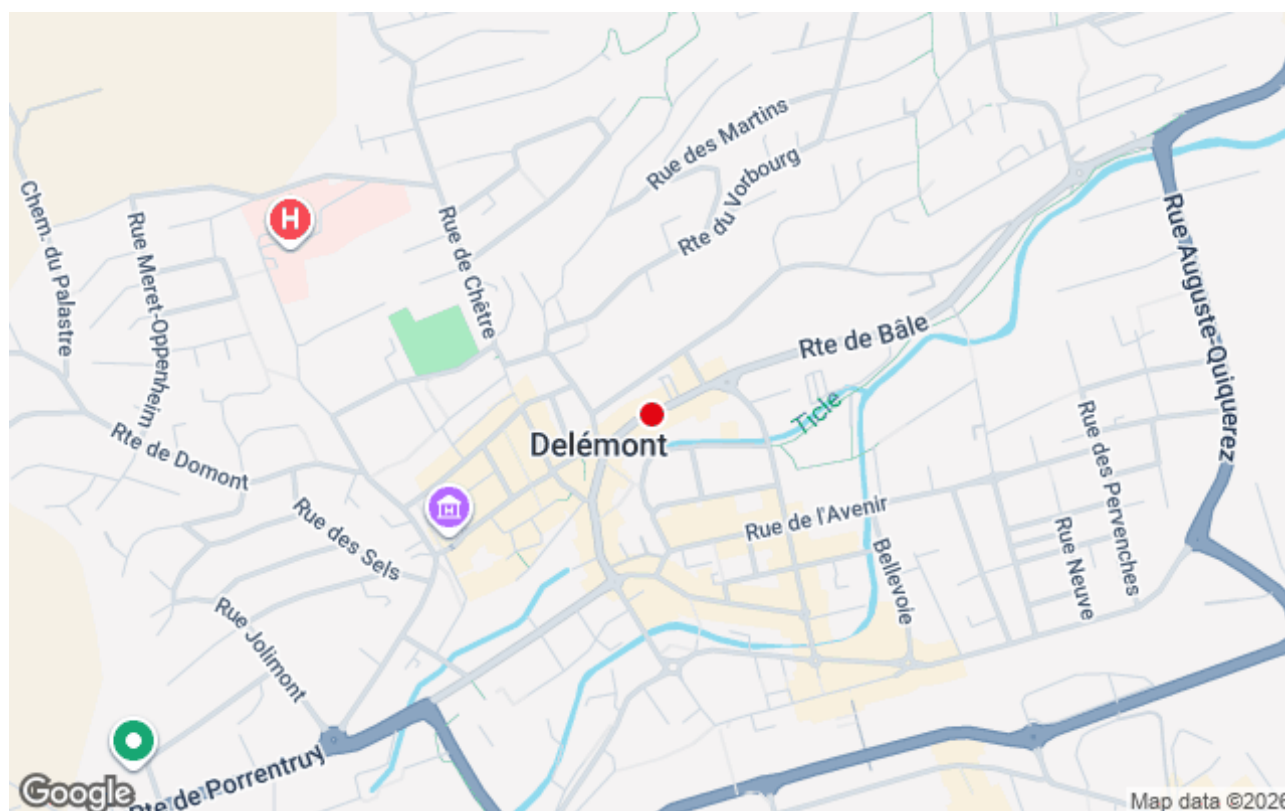 Rue des Martins
Rte du Vorbourg
Rue de Chêtre
Chem. du Palastre
Rue Meret-Oppenheim
H
Rue Auguste-Quiquerez
Rte de Bâle
Ticle
Delémont
Rte de Domont
Rue des Sels
Rue de l'Avenir
Bellevoie
Rue des Pervenches
Rue Neuve
Rue Jolimont
Rte de Porrentruy
Google
Map data ©2026